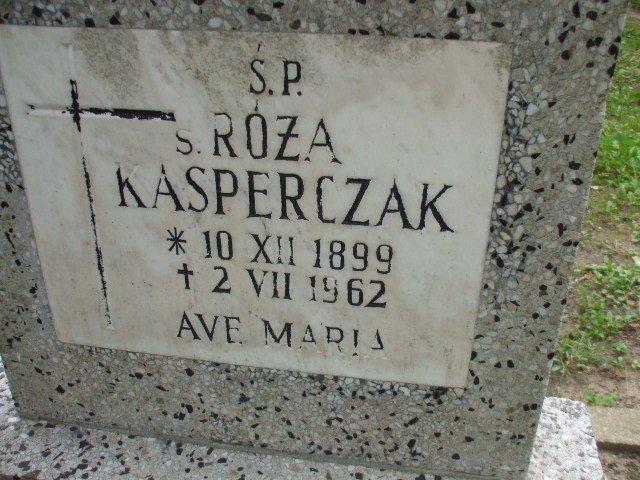 Ś.P.
S. RÓŻA
KASPERCZAK
* 10 XII 1899
† 2 VII 1962
AVE MARIA